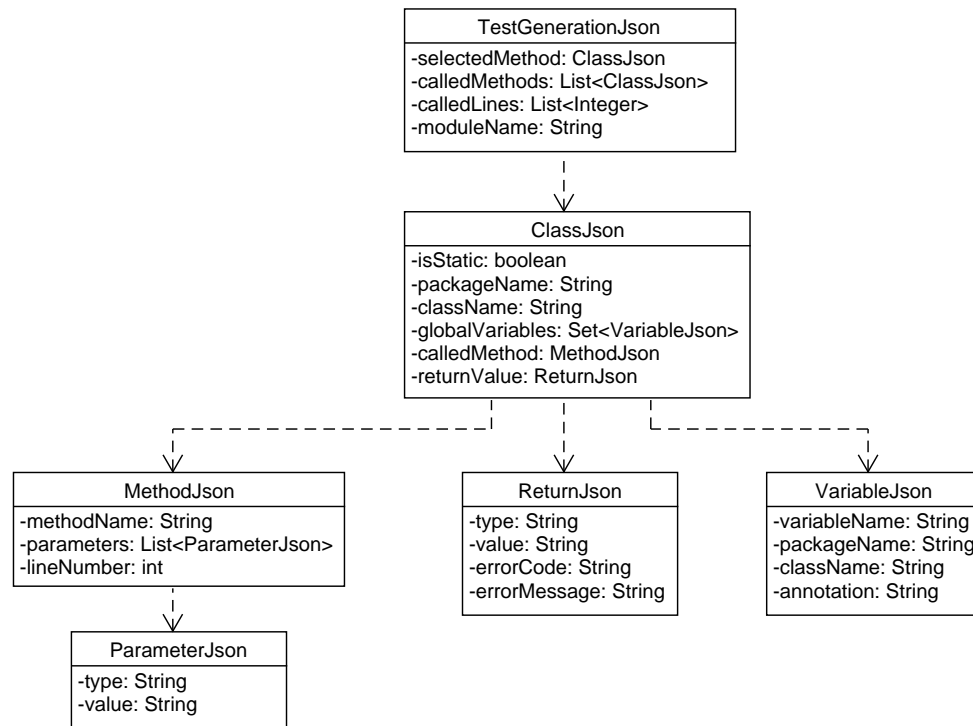 TestGenerationJson
-selectedMethod: ClassJson
-calledMethods: List<ClassJson>
-calledLines: List<Integer>
-moduleName: String
ClassJson
-isStatic: boolean
-packageName: String
-className: String
-globalVariables: Set<VariableJson>
-calledMethod: MethodJson
-returnValue: ReturnJson
MethodJson
-methodName: String
-parameters: List<ParameterJson>
-lineNumber: int
ReturnJson
-type: String
-value: String
-errorCode: String
-errorMessage: String
VariableJson
-variableName: String
-packageName: String
-className: String
-annotation: String
ParameterJson
-type: String
-value: String